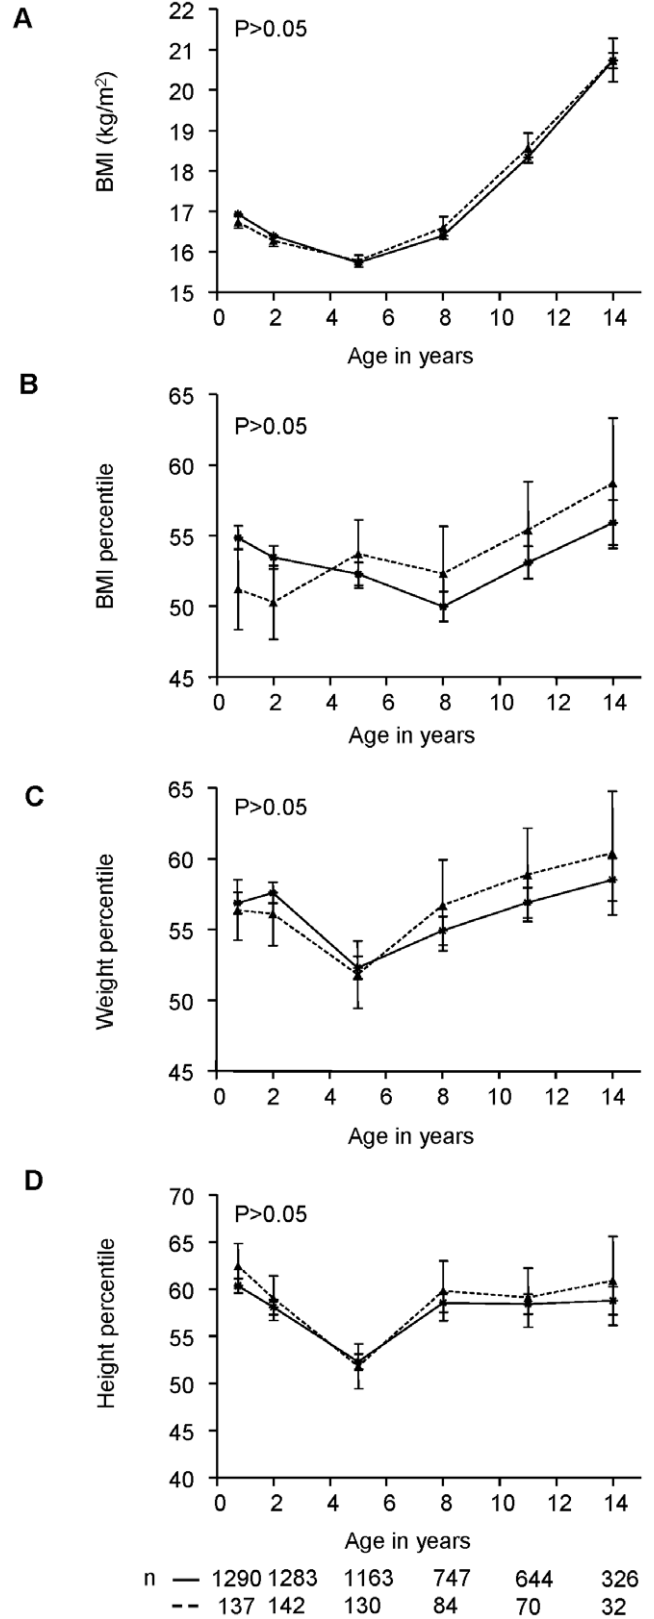 A
P>0.05
BMI (kg/m²)
22
21
20
19
18
17
16
15
0 2 4 6 8 10 12 14
Age in years
B
P>0.05
BMI percentile
65
60
55
50
45
0 2 4 6 8 10 12 14
Age in years
C
P>0.05
Weight percentile
65
60
55
50
45
0 2 4 6 8 10 12 14
Age in years
D
P>0.05
Height percentile
70
65
60
55
50
45
40
0 2 4 6 8 10 12 14
Age in years
n 1290 1283 1163 747 644 326
137 142 130 84 70 32